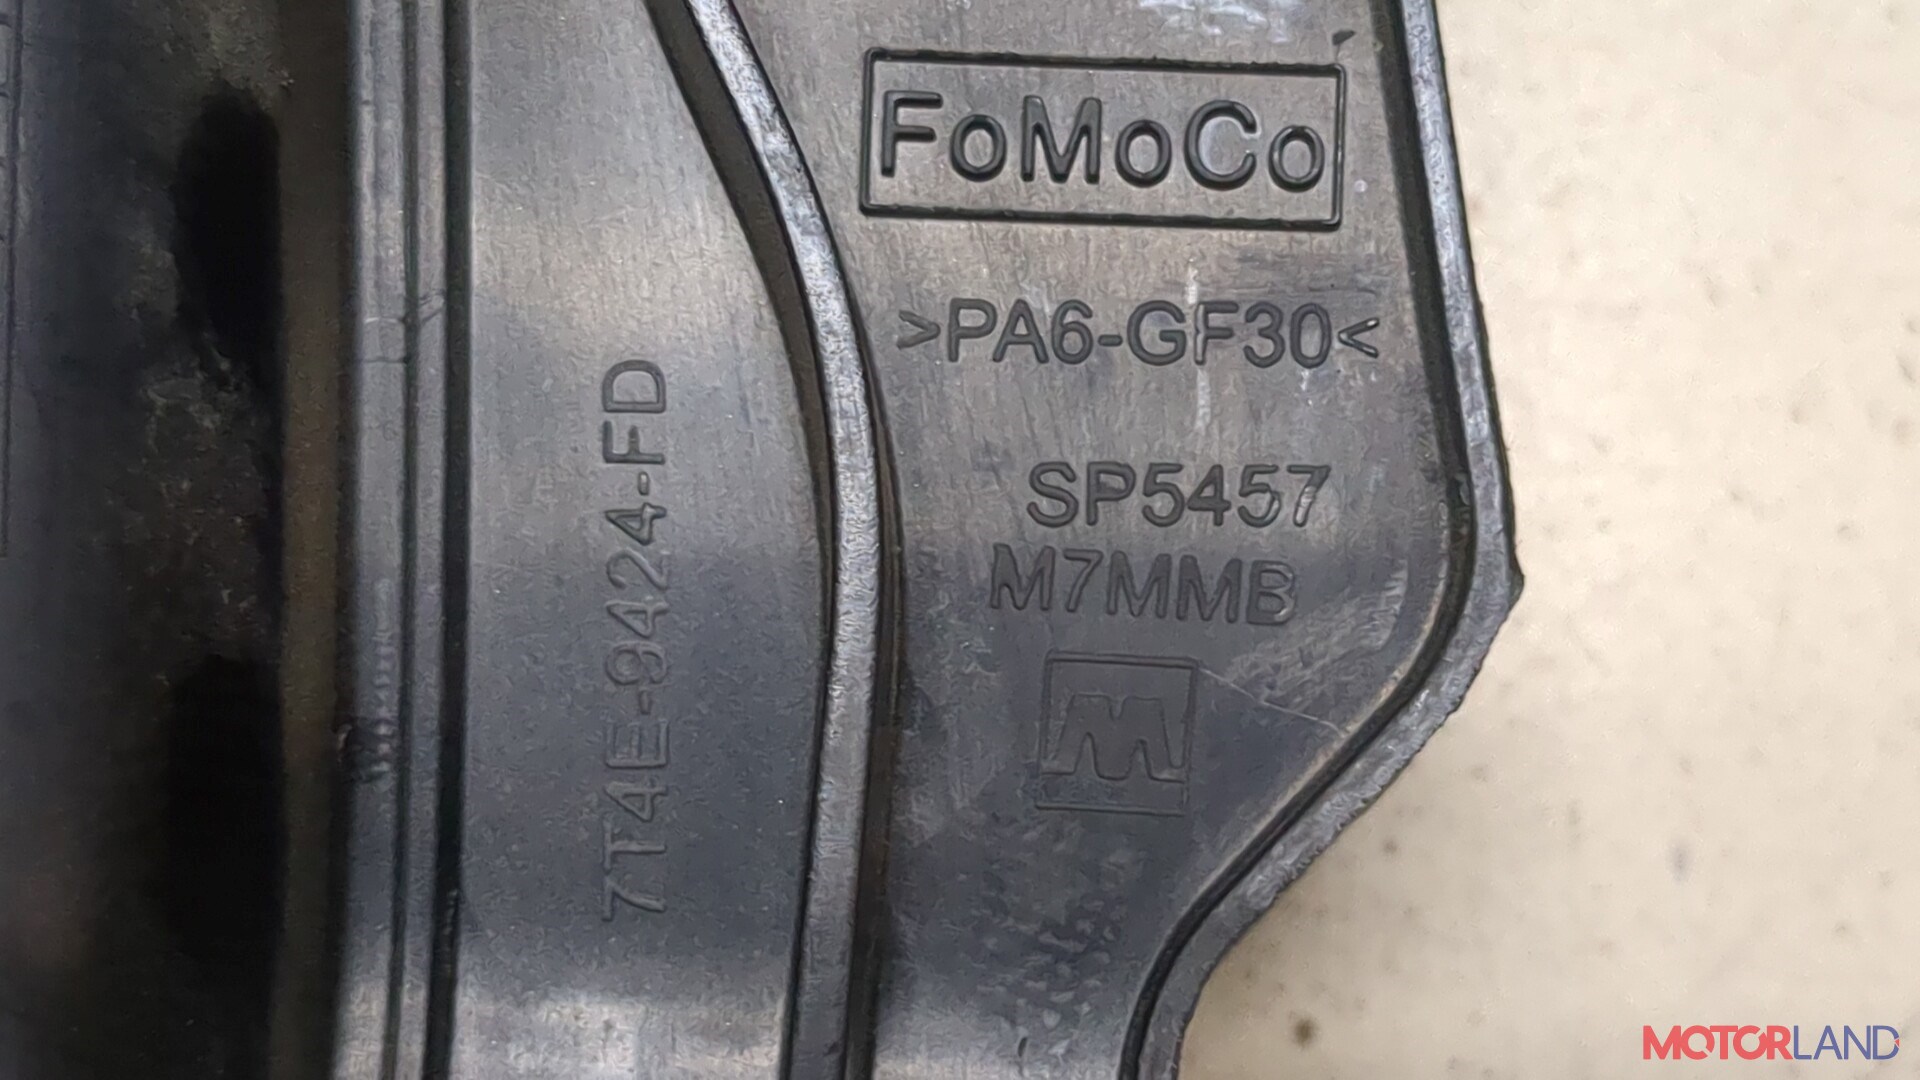 FoMoCo
>PA6-GF30<
SP5457
M7MMB
M
7T4E-9424-FD
MOTORLAND